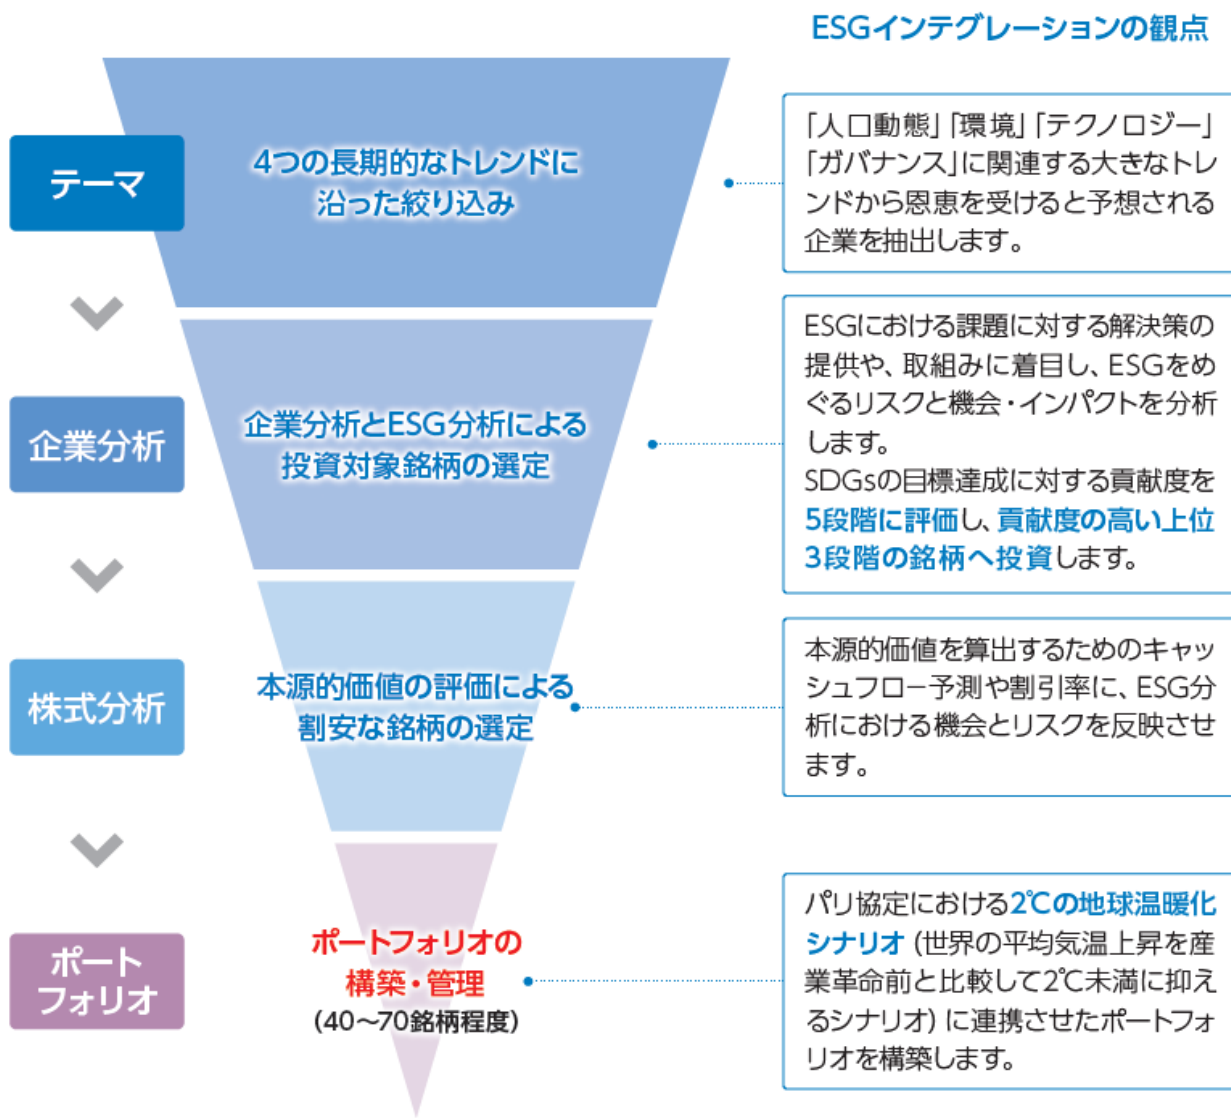 ESGインテグレーションの観点
テーマ
4つの長期的なトレンドに
沿った絞り込み
「人口動態」「環境」「テクノロジー」
「ガバナンス」に関連する大きなトレ
ンドから恩恵を受けると予想される
企業を抽出します。
企業分析
企業分析とESG分析による
投資対象銘柄の選定
ESGにおける課題に対する解決策の
提供や、取組みに着目し、ESGをめ
ぐるリスクと機会・インパクトを分析
します。
SDGsの目標達成に対する貢献度を
5段階に評価し、貢献度の高い上位
3段階の銘柄へ投資します。
株式分析
本源的価値の評価による
割安な銘柄の選定
本源的価値を算出するためのキャッ
シュフロー予測や割引率に、ESG分
析における機会とリスクを反映させ
ます。
ポート
フォリオ
ポートフォリオの
構築・管理
(40～70銘柄程度)
パリ協定における2℃の地球温暖化
シナリオ(世界の平均気温上昇を産
業革命前と比較して2℃未満に抑え
るシナリオ)に連携させたポートフォ
リオを構築します。